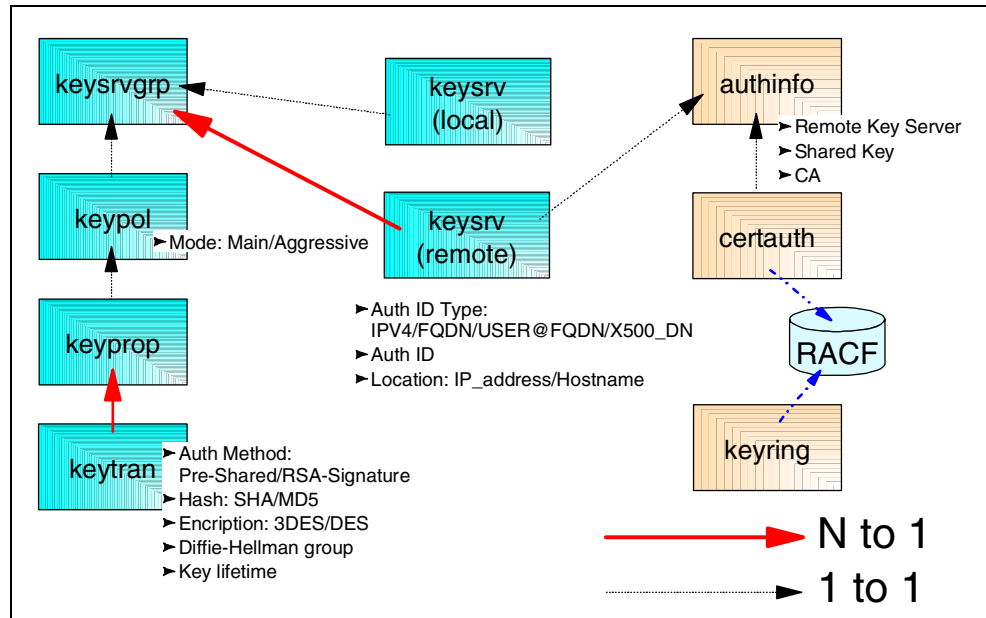 keysrvgrp
keysrv
(local)
authinfo
➤ Remote Key Server
➤ Shared Key
➤ CA
keypol
➤ Mode: Main/Aggressive
keysrv
(remote)
certauth
➤ Auth ID Type:
IPV4/FQDN/USER@FQDN/X500_DN
➤ Auth ID
➤ Location: IP_address/Hostname
keyprop
RACF
keytran
➤ Auth Method:
Pre-Shared/RSA-Signature
➤ Hash: SHA/MD5
➤ Encription: 3DES/DES
➤ Diffie-Hellman group
➤ Key lifetime
keyring
N to 1
1 to 1